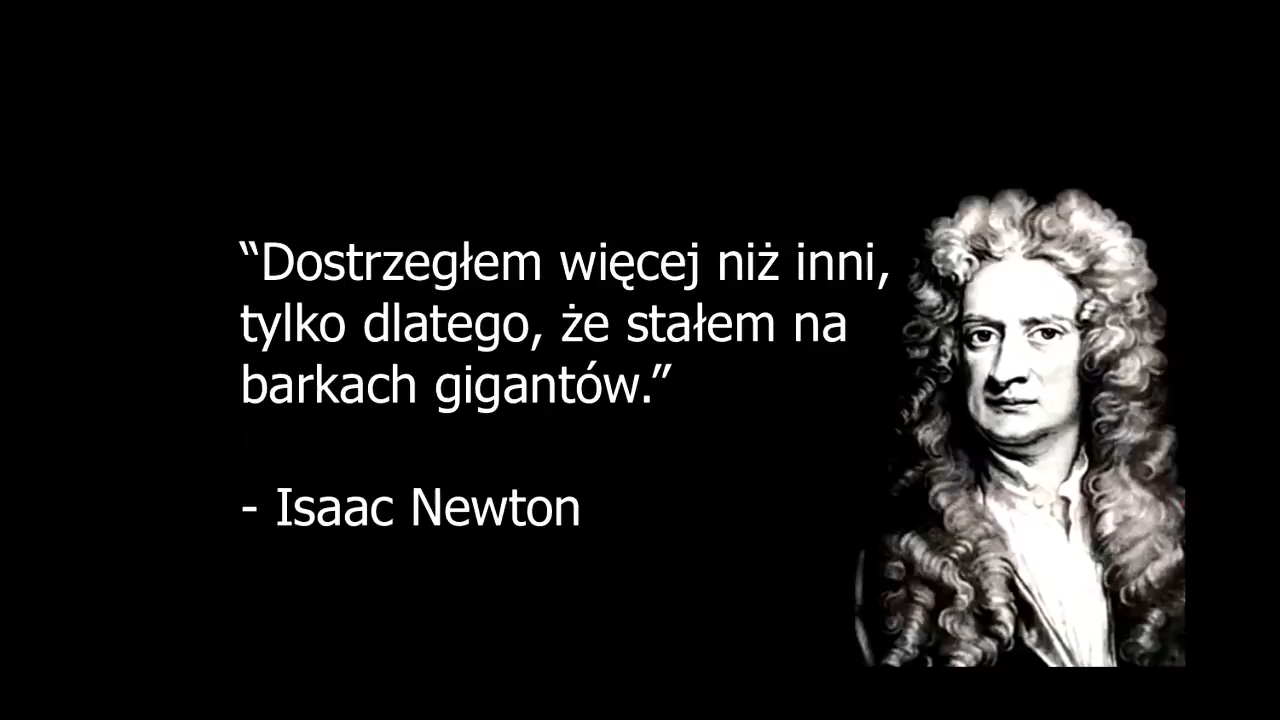 “Dostrzegłem więcej niż inni,
tylko dlatego, że stałem na
barkach gigantów.”
- Isaac Newton